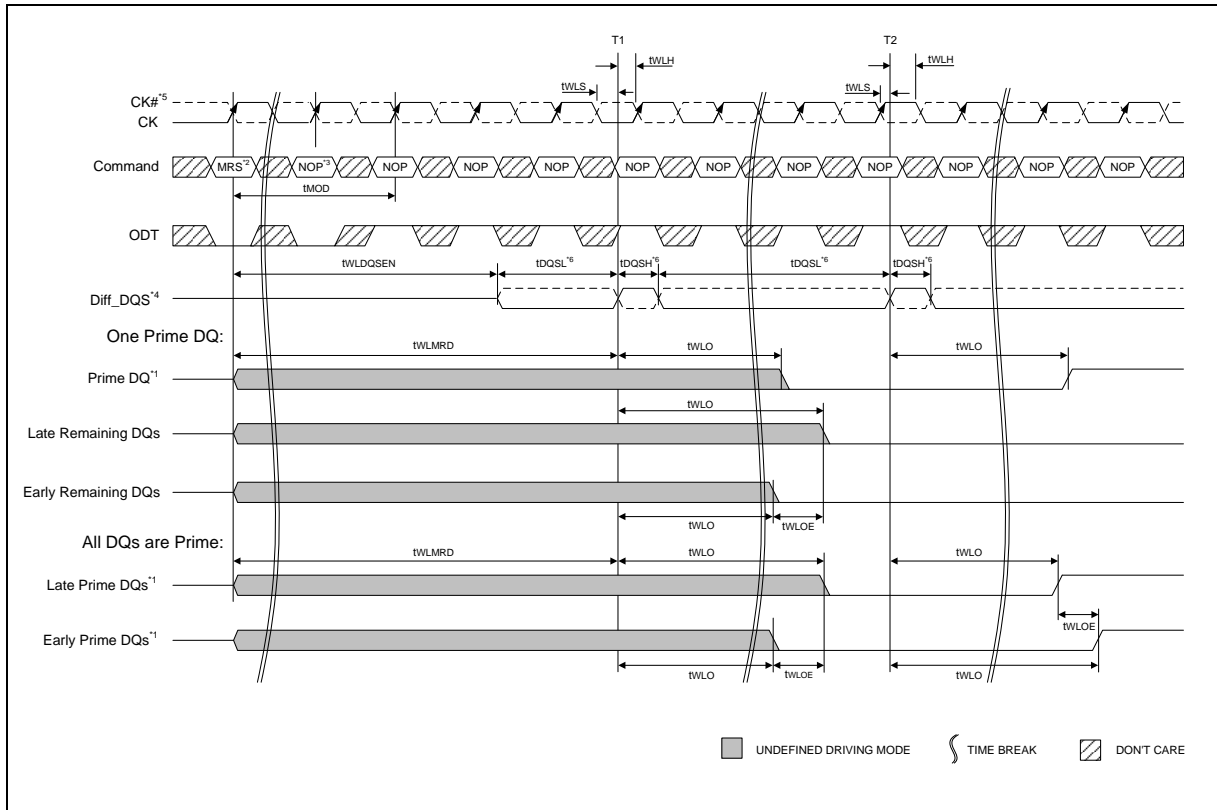 T1 T2
tWLH tWLH
tWLS tWLS
CK#*5
CK
Command MRS*2 NOP*3 NOP NOP NOP NOP NOP NOP NOP NOP NOP
tMOD
ODT
tWLDQSEN tDQSL*6 tDQSH*6 tDQSL*6 tDQSH*6
Diff_DQS*4
One Prime DQ:
tWLMRD tWLO tWLO
Prime DQ*1
tWLO
Late Remaining DQs
Early Remaining DQs
tWLO tWLOE
All DQs are Prime:
tWLMRD tWLO tWLO
Late Prime DQs*1
tWLOE
Early Prime DQs*1
tWLO tWLOE tWLO
UNDEFINED DRIVING MODE TIME BREAK DON'T CARE